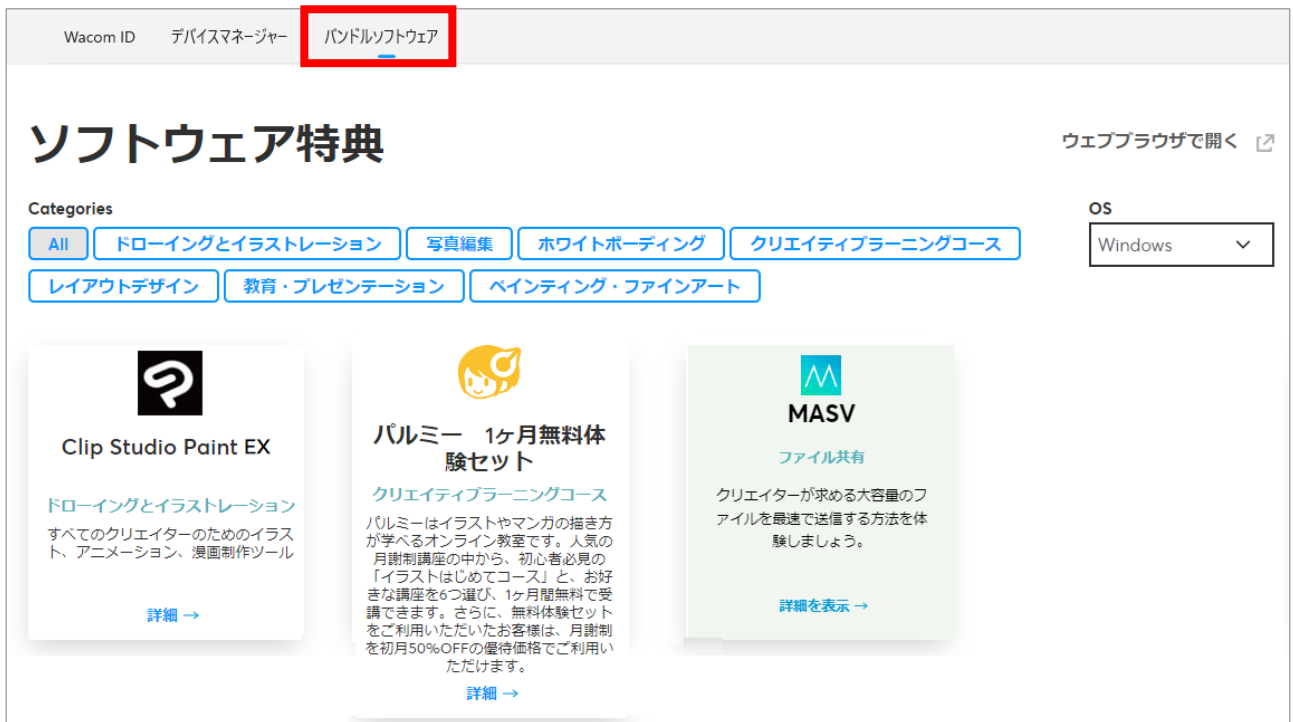 Wacom ID デバイスマネージャー バンドルソフトウェア
ソフトウェア特典
ウェブブラウザで開く
Categories
OS
All ドローイングとイラストレーション 写真編集 ホワイトボーディング クリエイティブラーニングコース
Windows
レイアウトデザイン 教育・プレゼンテーション ペインティング・ファインアート
Clip Studio Paint EX
ドローイングとイラストレーション
すべてのクリエイターのためのイラス
ト、アニメーション、漫画制作ツール
詳細 →
パルミー 1ヶ月無料体
験セット
クリエイティブラーニングコース
パルミーはイラストやマンガの描き方
が学べるオンライン教室です。人気の
月謝制講座の中から、初心者必見の
「イラストはじめてコース」と、お好
きな講座を6つ選び、1ヶ月間無料で受
講できます。さらに、無料体験セット
をご利用いただいたお客様は、月謝制
を初月50%OFFの優待価格でご利用い
ただけます。
詳細 →
MASV
ファイル共有
クリエイターが求める大容量のフ
ァイルを最速で送信する方法を体
験しましょう。
詳細を表示 →